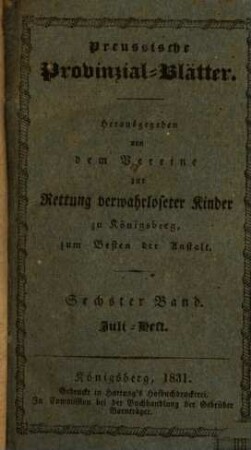 Preussische
Provinzial=Blätter.
Herausgegeben
von
dem Vereine
zur
Rettung verwahrloseter Kinder
zu Königsberg,
zum Besten der Anstalt.
Sechster Band.
Juli=Heft.
Königsberg, 1831.
Gedruckt in Hartung's Hofbuchdruckerei.
In Commission bei der Buchhandlung der Gebrüder
Bornträger.